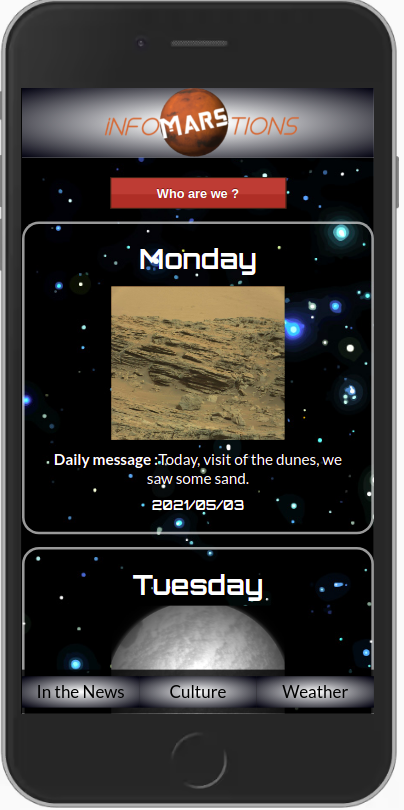 iNFOMARSTIONS
Who are we ?
Monday
Daily message :Today, visit of the dunes, we
saw some sand.
2021/05/03
Tuesday
In the News Culture Weather